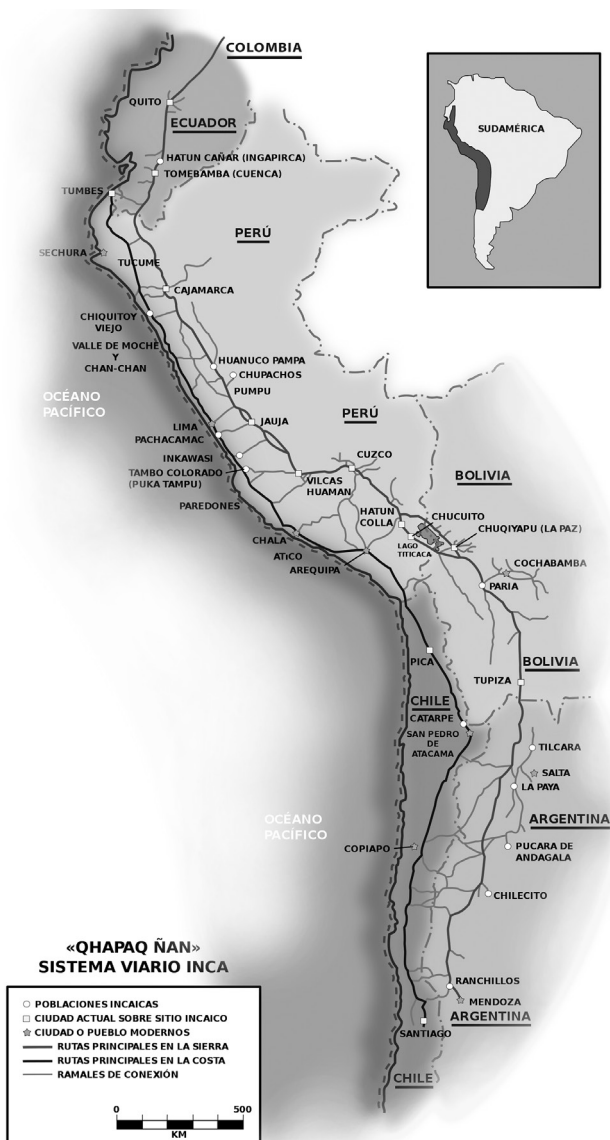 COLOMBIA
QUITO
ECUADOR
HATUN CAÑAR (INGAPIRCA)
TOMEBAMBA (CUENCA)
TUMBES
SUDAMÉRICA
PERÚ
SECHURA
TUCUME
CAJAMARCA
CHIQUITOY
VIEJO
VALLE DE MOCHE
Y
CHAN-CHAN
HUANUCO PAMPA
CHUPACHOS
PUMPU
OCÉANO
PACÍFICO
PERÚ
JAUJA
LIMA
PACHACAMAC
INKAWASI
TAMBO COLORADO
(PUKA TAMPU)
CUZCO
VILCAS
HUAMAN
BOLIVIA
PAREDONES
HATUN
COLLA
CHUCUITO
CHUQIYAPU (LA PAZ)
CHALA
LAGO
TITICACA
ATICO
AREQUIPA
COCHABAMBA
PARIA
PICA
BOLIVIA
TUPIZA
CHILE
CATARPE
SAN PEDRO
DE
ATACAMA
TILCARA
SALTA
LA PAYA
OCÉANO
PACÍFICO
ARGENTINA
COPIAPO
PUCARA DE
ANDAGALA
CHILECITO
«QHAPAQ ÑAN»
SISTEMA VIARIO INCA
RANCHILLOS
MENDOZA
ARGENTINA
SANTIAGO
CHILE
POBLACIONES INCAICAS
CIUDAD ACTUAL SOBRE SITIO INCAICO
CIUDAD O PUEBLO MODERNOS
RUTAS PRINCIPALES EN LA SIERRA
RUTAS PRINCIPALES EN LA COSTA
RAMALES DE CONEXIÓN
0 500
KM